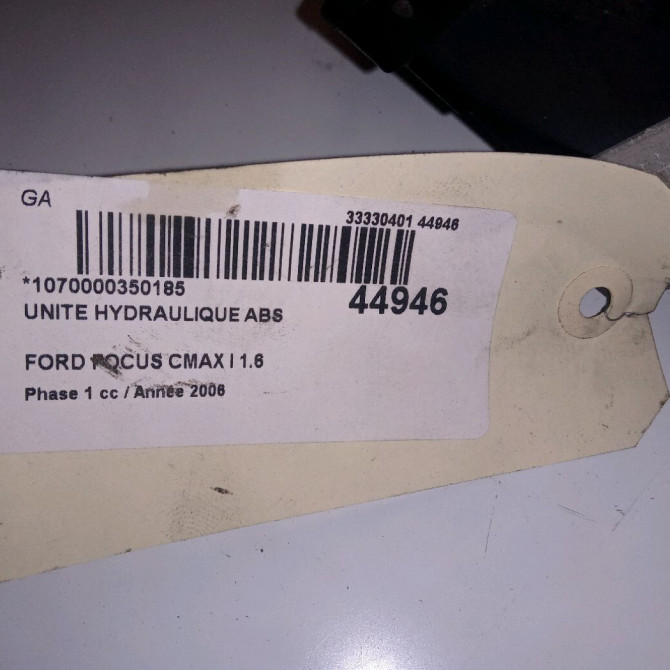 GA
33330401 44946
*1070000350185
44946
UNITE HYDRAULIQUE ABS
FORD FOCUS CMAX I 1.6
Phase 1 cc / Année 2006